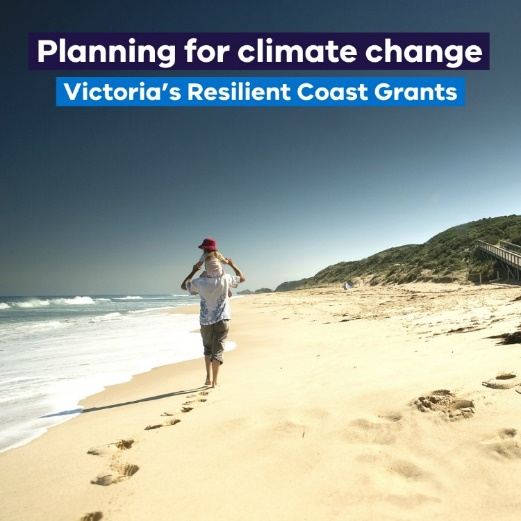 Planning for climate change
Victoria's Resilient Coast Grants